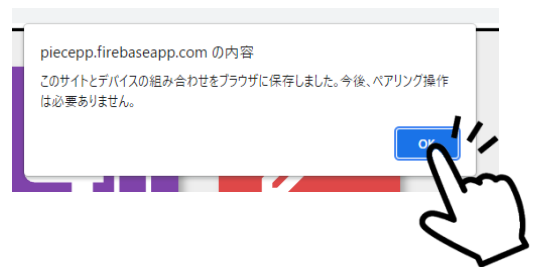 piecepp.firebaseapp.com の内容
このサイトとデバイスの組み合わせをブラウザに保存しました。今後、ペアリング操作
は必要ありません。
OK